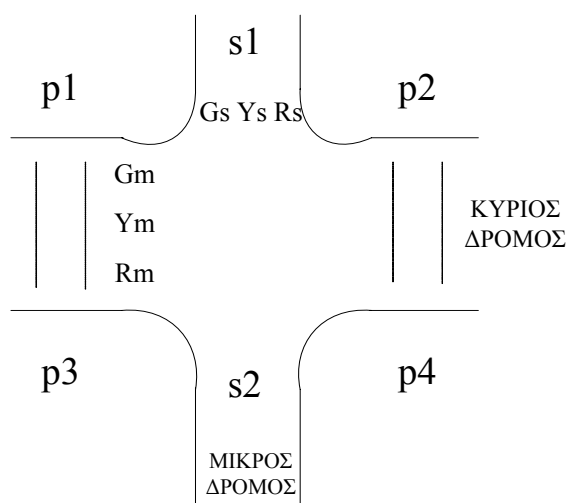 s1
p1
p2
Gs Ys Rs
Gm
Ym
Rm
ΚΥΡΙΟΣ
ΔΡΟΜΟΣ
p3
s2
p4
ΜΙΚΡΟΣ
ΔΡΟΜΟΣ